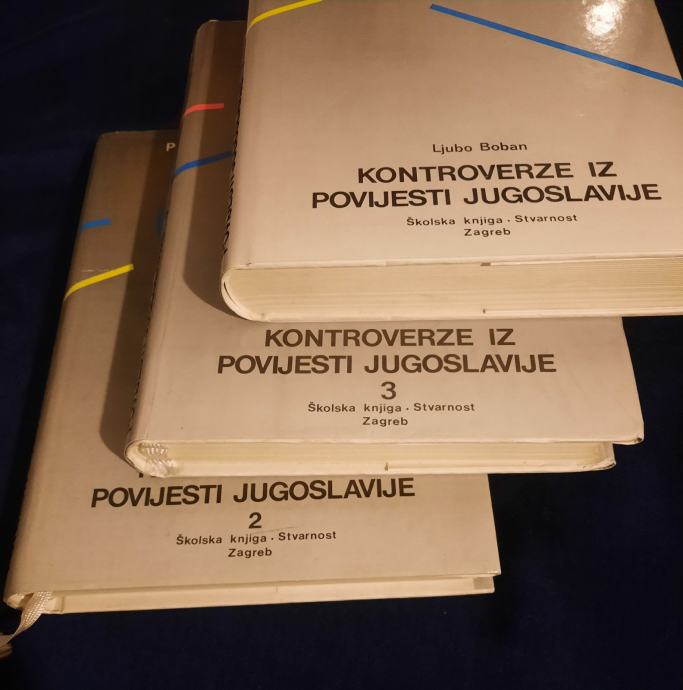 Ljubo Boban
KONTROVERZE IZ
POVIJESTI JUGOSLAVIJE
Školska knjiga · Stvarnost
Zagreb
KONTROVERZE IZ
POVIJESTI JUGOSLAVIJE
3
Školska knjiga · Stvarnost
Zagreb
POVIJESTI JUGOSLAVIJE
2
Školska knjiga · Stvarnost
Zagreb